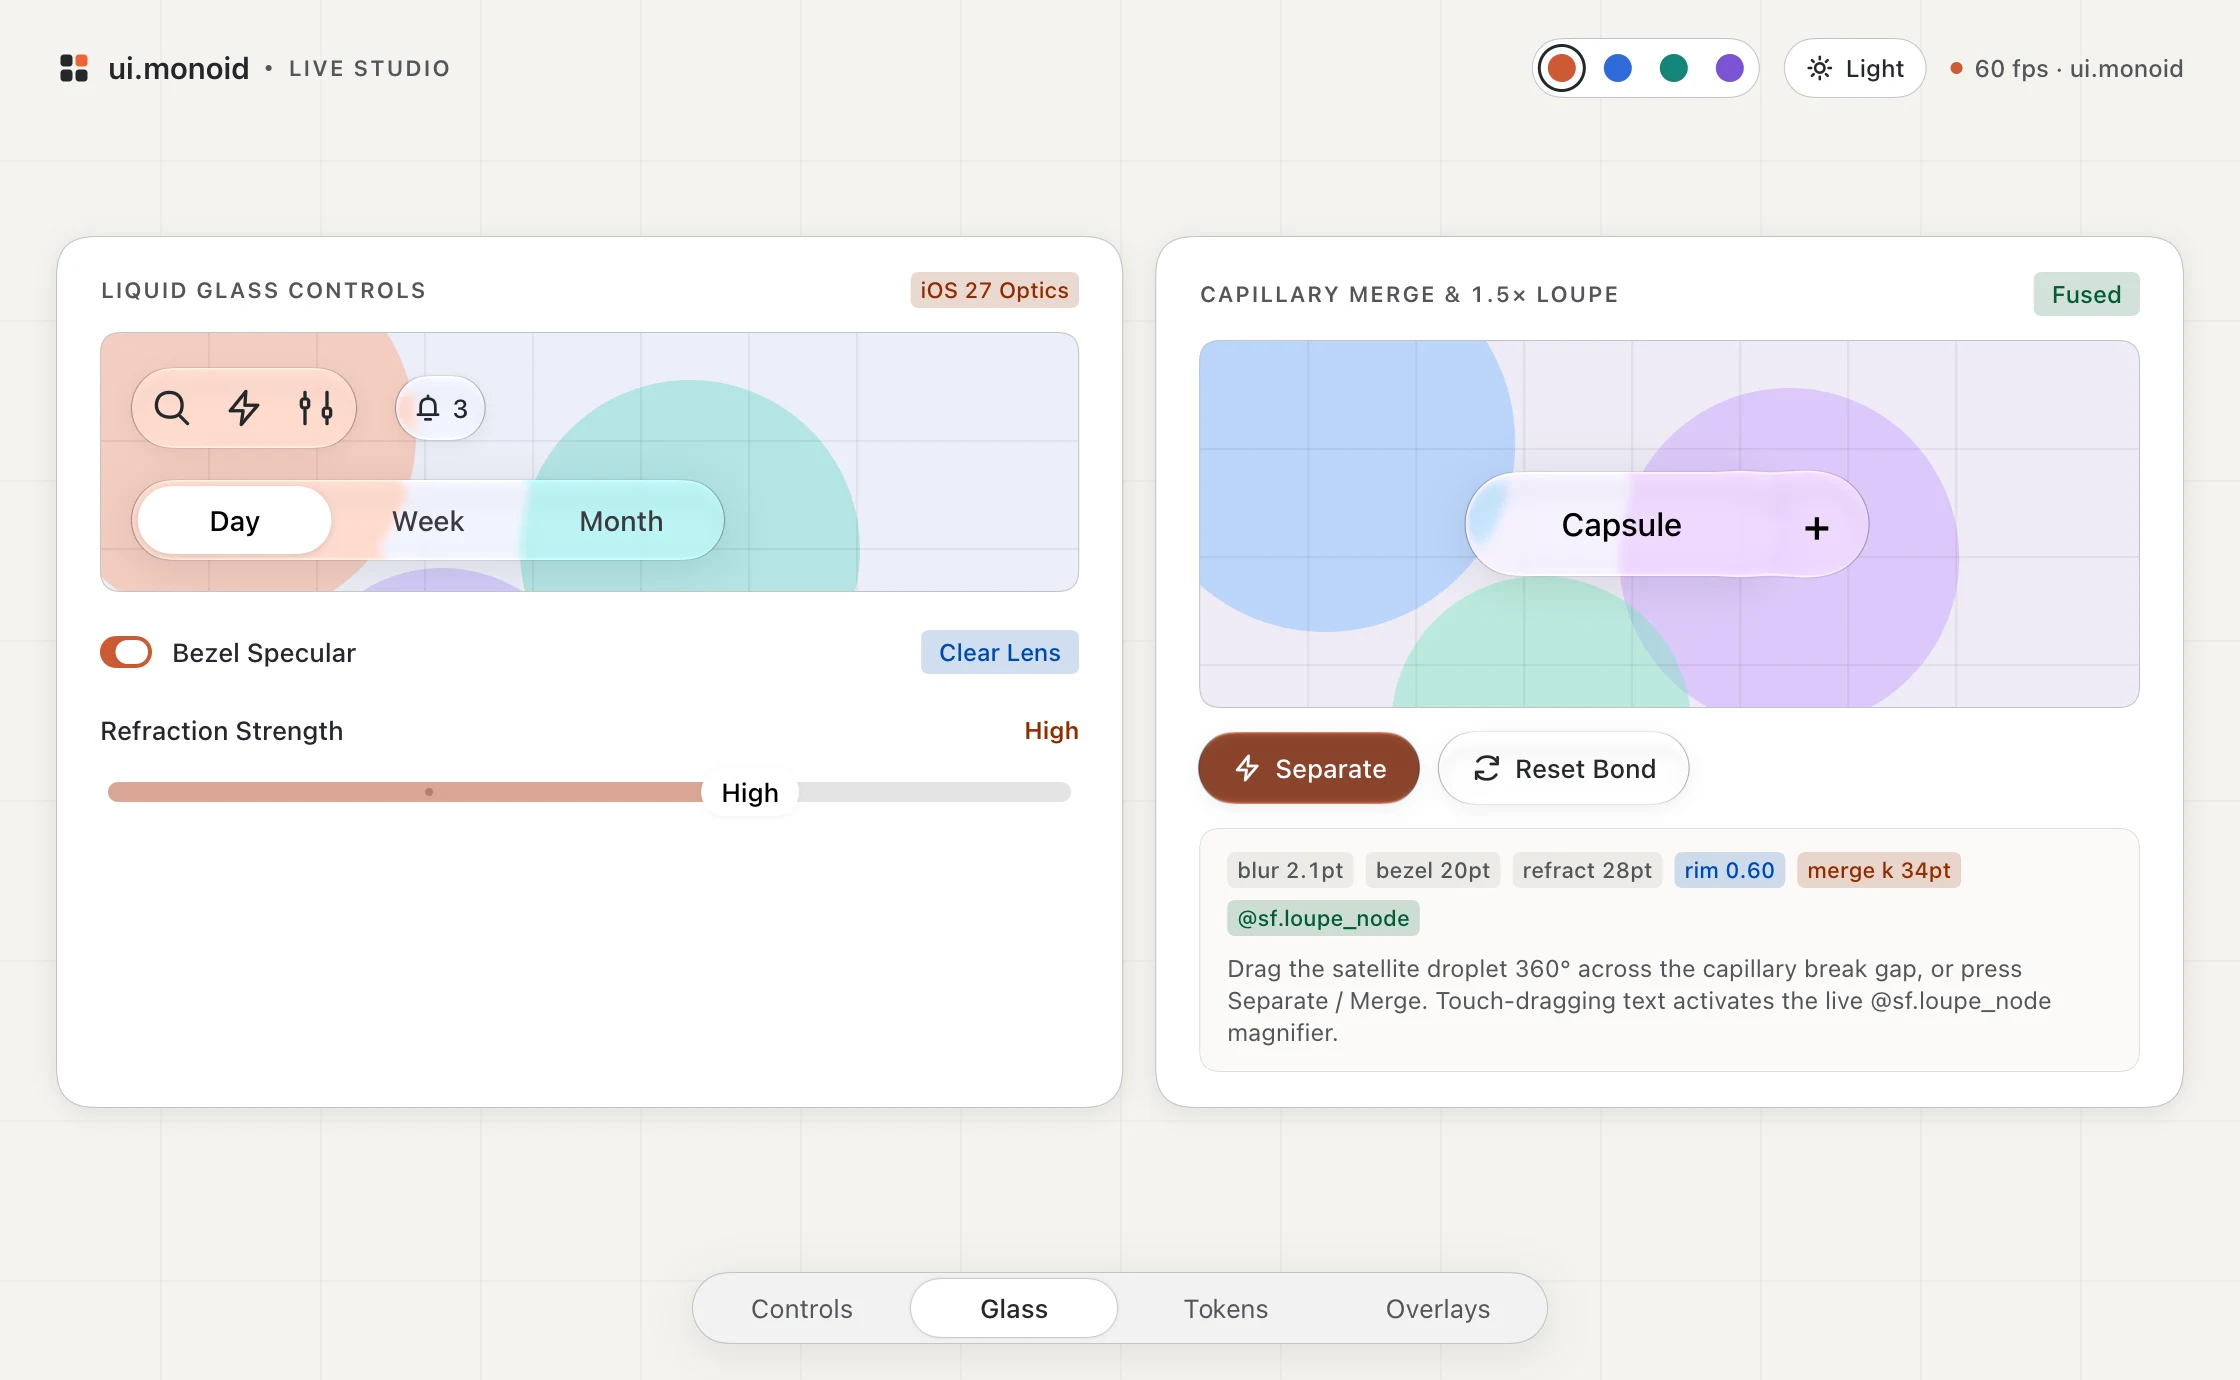 ui.monoid • LIVE STUDIO
Light
60 fps · ui.monoid
LIQUID GLASS CONTROLS
iOS 27 Optics
3
Day
Week
Month
Bezel Specular
Clear Lens
Refraction Strength
High
High
CAPILLARY MERGE & 1.5× LOUPE
Fused
Capsule
+
Separate
Reset Bond
blur 2.1pt
bezel 20pt
refract 28pt
rim 0.60
merge k 34pt
@sf.loupe_node
Drag the satellite droplet 360° across the capillary break gap, or press
Separate / Merge. Touch-dragging text activates the live @sf.loupe_node
magnifier.
Controls
Glass
Tokens
Overlays